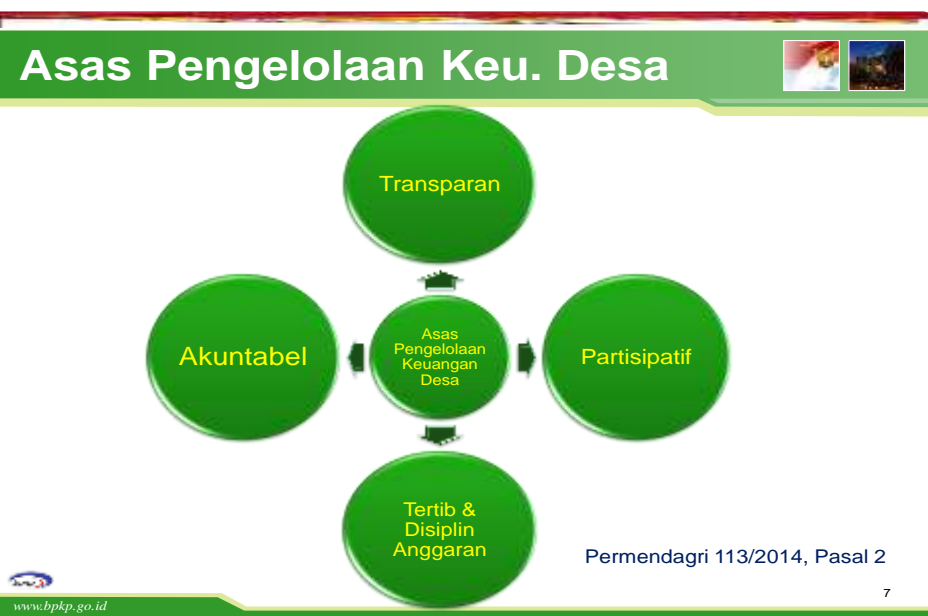 Asas Pengelolaan Keu. Desa
Transparan
Akuntabel
Asas
Pengelolaan
Keuangan
Desa
Partisipatif
Tertib &
Disiplin
Anggaran
Permendagri 113/2014, Pasal 2
7
www.bpkp.go.id